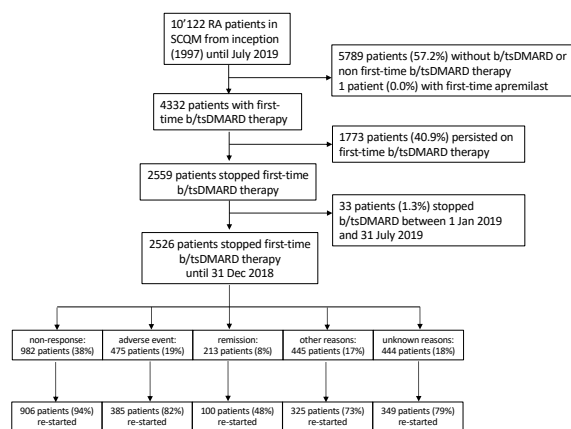 10'122 RA patients in
SCQM from inception
(1997) until July 2019
5789 patients (57.2%) without b/tsDMARD or
non first-time b/tsDMARD therapy
1 patient (0.0%) with first-time apremilast
4332 patients with first-
time b/tsDMARD therapy
1773 patients (40.9%) persisted on
first-time b/tsDMARD therapy
2559 patients stopped first-time
b/tsDMARD therapy
33 patients (1.3%) stopped
b/tsDMARD between 1 Jan 2019
and 31 July 2019
2526 patients stopped first-time
b/tsDMARD therapy
until 31 Dec 2018
non-response:
982 patients (38%)
adverse event:
475 patients (19%)
remission:
213 patients (8%)
other reasons:
445 patients (17%)
unknown reasons:
444 patients (18%)
906 patients (94%)
re-started
385 patients (82%)
re-started
100 patients (48%)
re-started
325 patients (73%)
re-started
349 patients (79%)
re-started